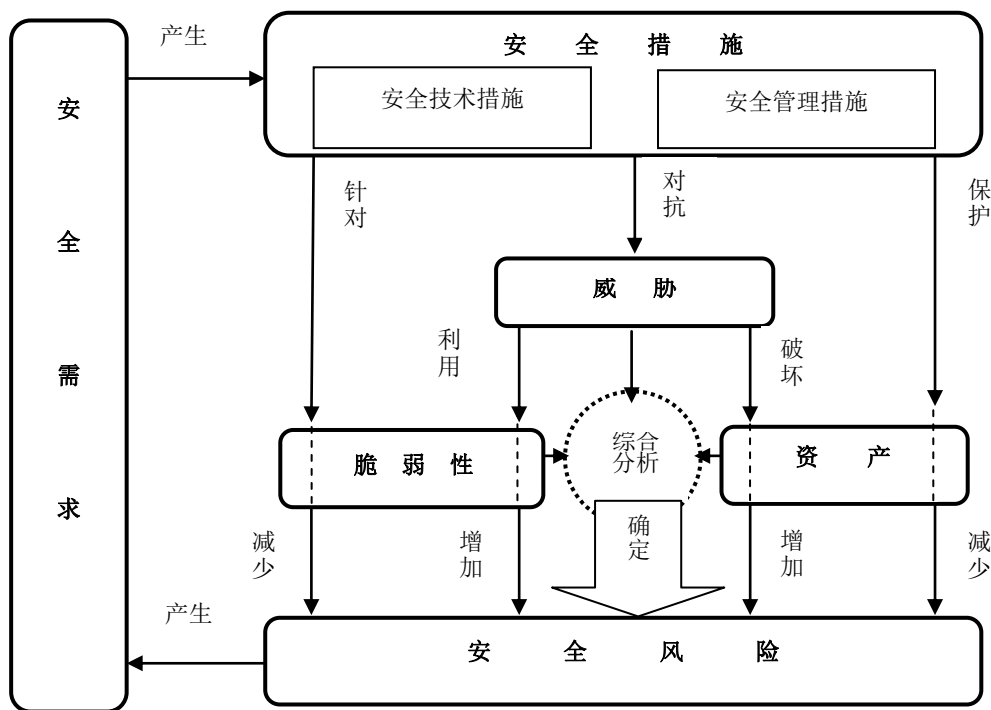 产生
安 全 措 施
安全技术措施
安全管理措施
安
全
需
求
针
对
对
抗
保
护
威 胁
利
用
破
坏
综合
分析
脆 弱 性
资 产
减
少
增
加
确
定
增
加
减
少
产生
安 全 风 险